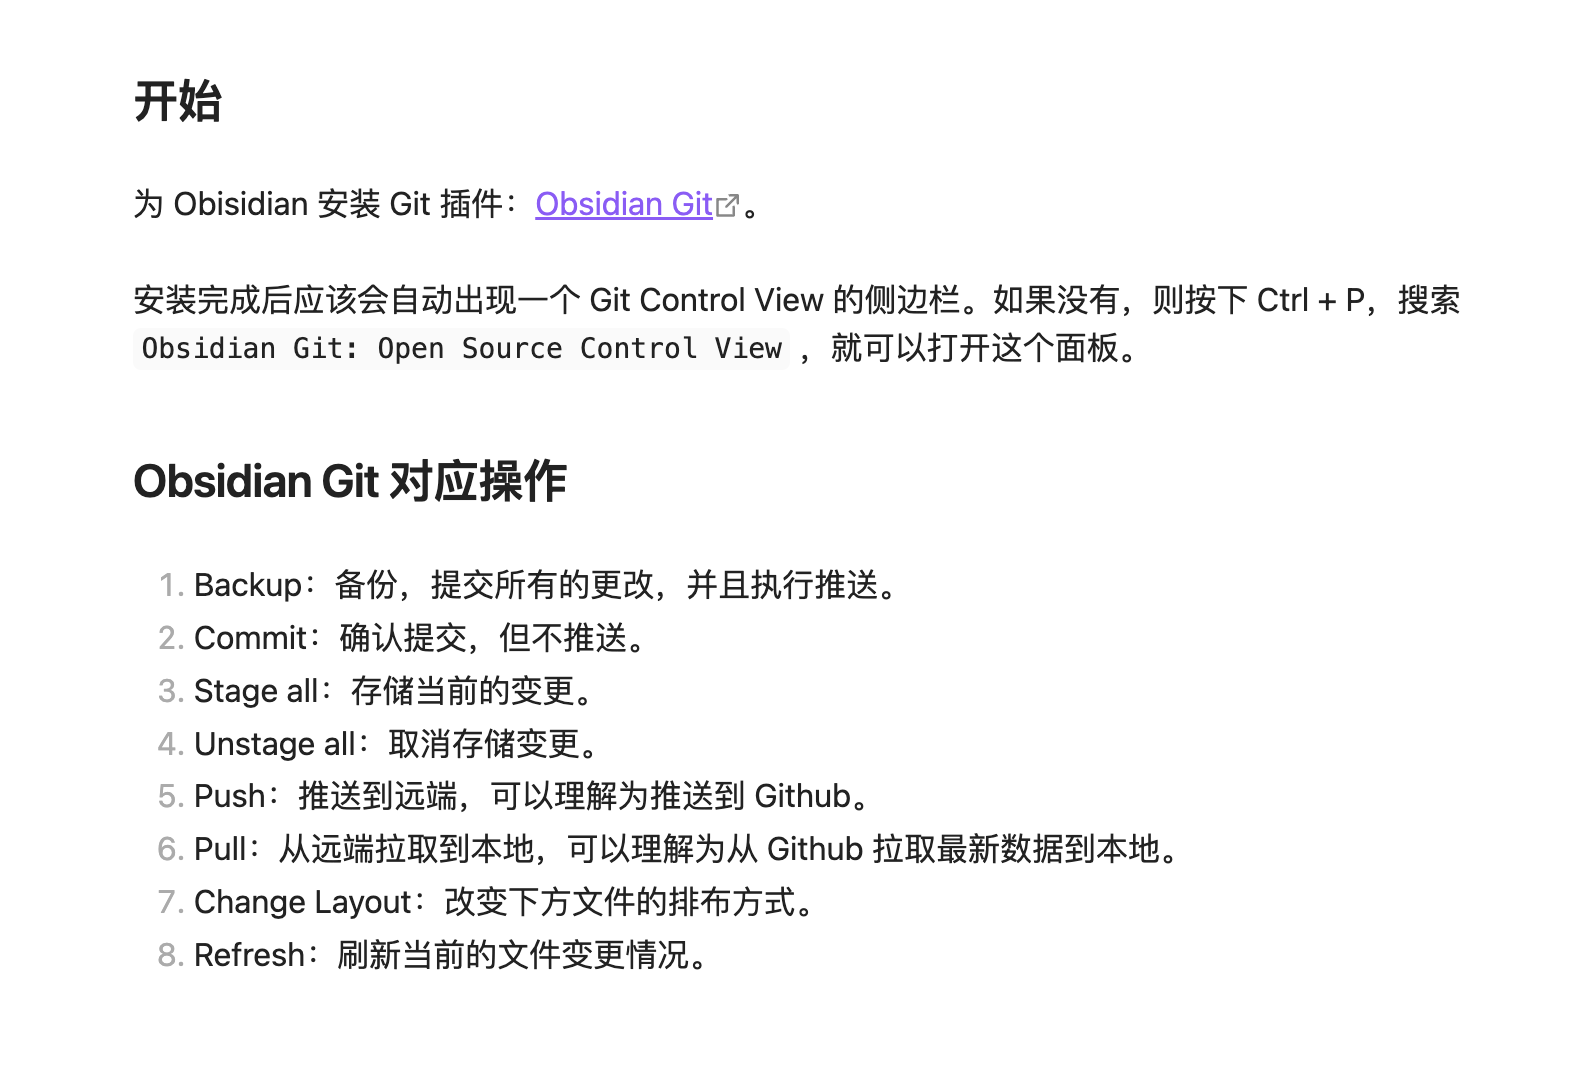 开始
为 Obisidian 安装 Git 插件：Obsidian Git。
安装完成后应该会自动出现一个 Git Control View 的侧边栏。如果没有，则按下 Ctrl + P，搜索
Obsidian Git: Open Source Control View ，就可以打开这个面板。
Obsidian Git 对应操作
1. Backup：备份，提交所有的更改，并且执行推送。
2. Commit：确认提交，但不推送。
3. Stage all：存储当前的变更。
4. Unstage all：取消存储变更。
5. Push：推送到远端，可以理解为推送到 Github。
6. Pull：从远端拉取到本地，可以理解为从 Github 拉取最新数据到本地。
7. Change Layout：改变下方文件的排布方式。
8. Refresh：刷新当前的文件变更情况。